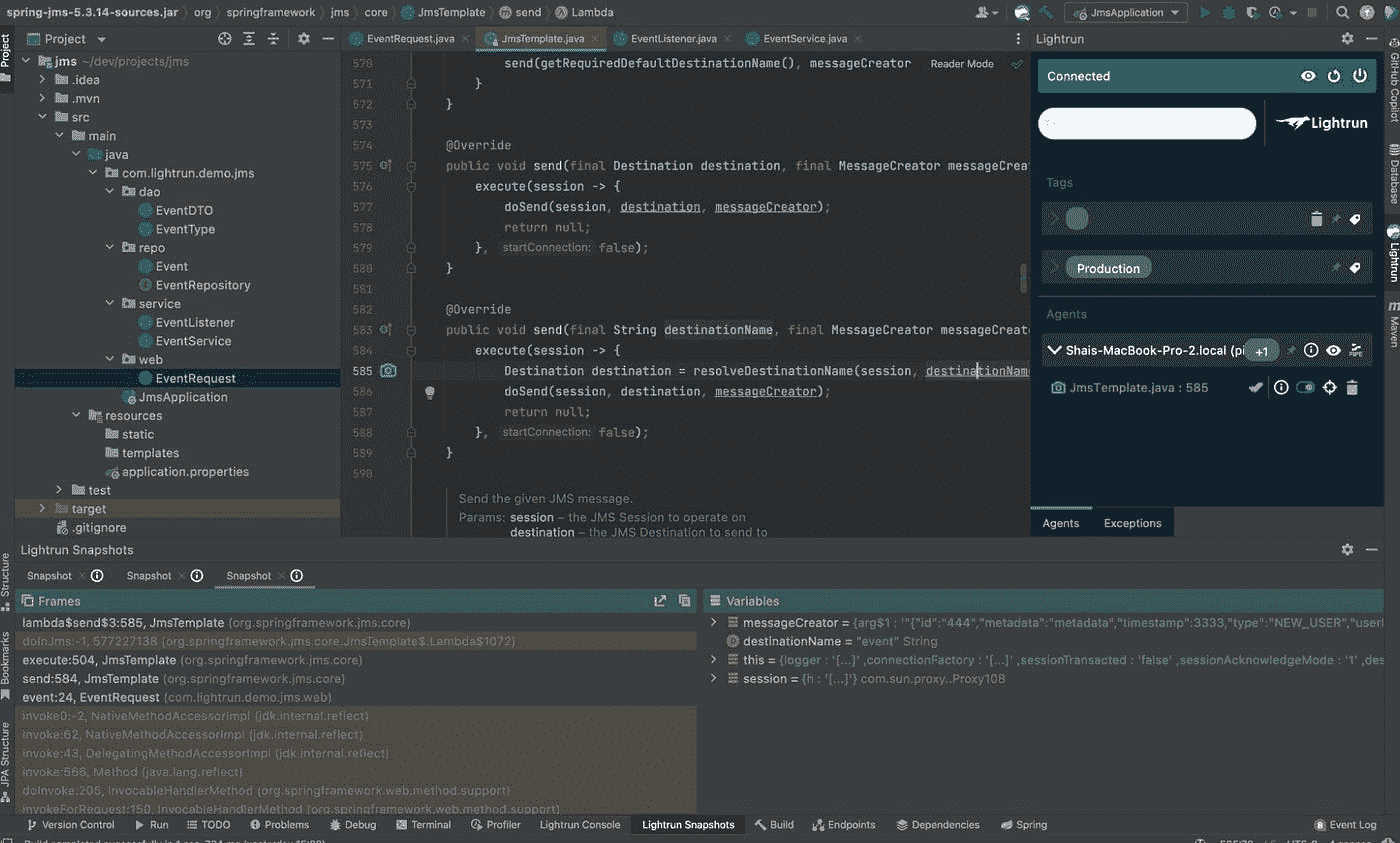 spring-jms-5.3.14-sources.jar org springframework jms core JmsTemplate send Lambda
JmsApplication
Project
EventRequest.java JmsTemplate.java EventListener.java EventService.java
Lightrun
Project
jms ~/dev/projects/jms
.idea
.mvn
src
main
java
com.lightrun.demo.jms
dao
EventDTO
EventType
repo
Event
EventRepository
service
EventListener
EventService
web
EventRequest
JmsApplication
resources
static
templates
application.properties
test
target
.gitignore
570 send(getRequiredDefaultDestinationName(), messageCreator Reader Mode
571 }
572 }
573
574 @Override
575 public void send(final Destination destination, final MessageCreator messageCrea
576 execute(session -> {
577 doSend(session, destination, messageCreator);
578 return null;
579 }, startConnection: false);
580 }
581
582 @Override
583 public void send(final String destinationName, final MessageCreator messageCreat
584 execute(session -> {
585 Destination destination = resolveDestinationName(session, destinationNam
586 doSend(session, destination, messageCreator);
587 return null;
588 }, startConnection: false);
589 }
590
Send the given JMS message.
Params: session – the JMS Session to operate on
destination – the JMS Destination to send to
Connected
Lightrun
Tags
Production
Agents
Shais-MacBook-Pro-2.local (pi +1
PIPE
JmsTemplate.java : 585
Agents Exceptions
GitHub Copilot
Database
Lightrun
Maven
Lightrun Snapshots
Snapshot Snapshot Snapshot
Frames
lambda$send$3:585, JmsTemplate (org.springframework.jms.core)
doInJms:-1, 577227138 (org.springframework.jms.core.JmsTemplate$.Lambda$1072)
execute:504, JmsTemplate (org.springframework.jms.core)
send:584, JmsTemplate (org.springframework.jms.core)
event:24, EventRequest (com.lightrun.demo.jms.web)
invoke0:-2, NativeMethodAccessorImpl (jdk.internal.reflect)
invoke:62, NativeMethodAccessorImpl (jdk.internal.reflect)
invoke:43, DelegatingMethodAccessorImpl (jdk.internal.reflect)
invoke:566, Method (java.lang.reflect)
doInvoke:205, InvocableHandlerMethod (org.springframework.web.method.support)
invokeForRequest:150, InvocableHandlerMethod (org.springframework.web.method.support)
Variables
messageCreator = {arg$1 : '"{"id":"444","metadata":"metadata","timestamp":3333,"type":"NEW_USER","userI
destinationName = "event" String
this = {logger : '[...]' ,connectionFactory : '[...]' ,sessionTransacted : 'false' ,sessionAcknowledgeMode : '1' ,des
session = {h : '[...]'} com.sun.proxy..Proxy108
Structure
Bookmarks
JPA Structure
Version Control Run TODO Problems Debug Terminal Profiler Lightrun Console Lightrun Snapshots Build Endpoints Dependencies Spring 8 Event Log